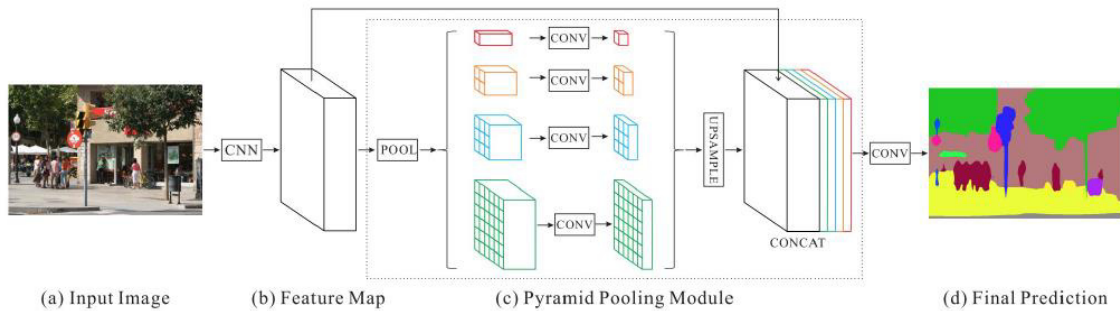 CONV
CONV
CONV
CONV
CNN
POOL
UPSAMPLE
CONV
CONCAT
(a) Input Image
(b) Feature Map
(c) Pyramid Pooling Module
(d) Final Prediction